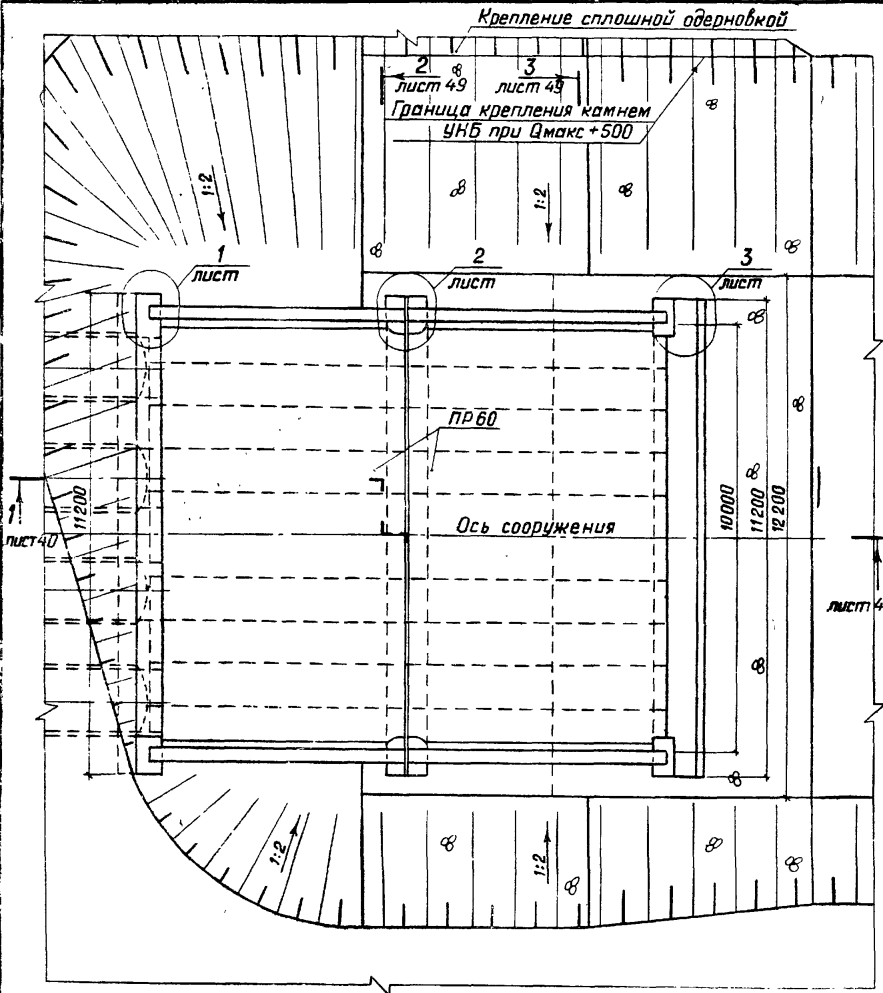 Крепление сплошной одерновкой
2
лист 49
3
лист 49
Граница крепления камнем
УНБ при Qмакс+500
1:2
1:2
1
лист
2
лист
3
лист
ПР 60
1
лист 40
11200
Ось сооружения
10000
11200
12200
лист 4
1:2
1:2